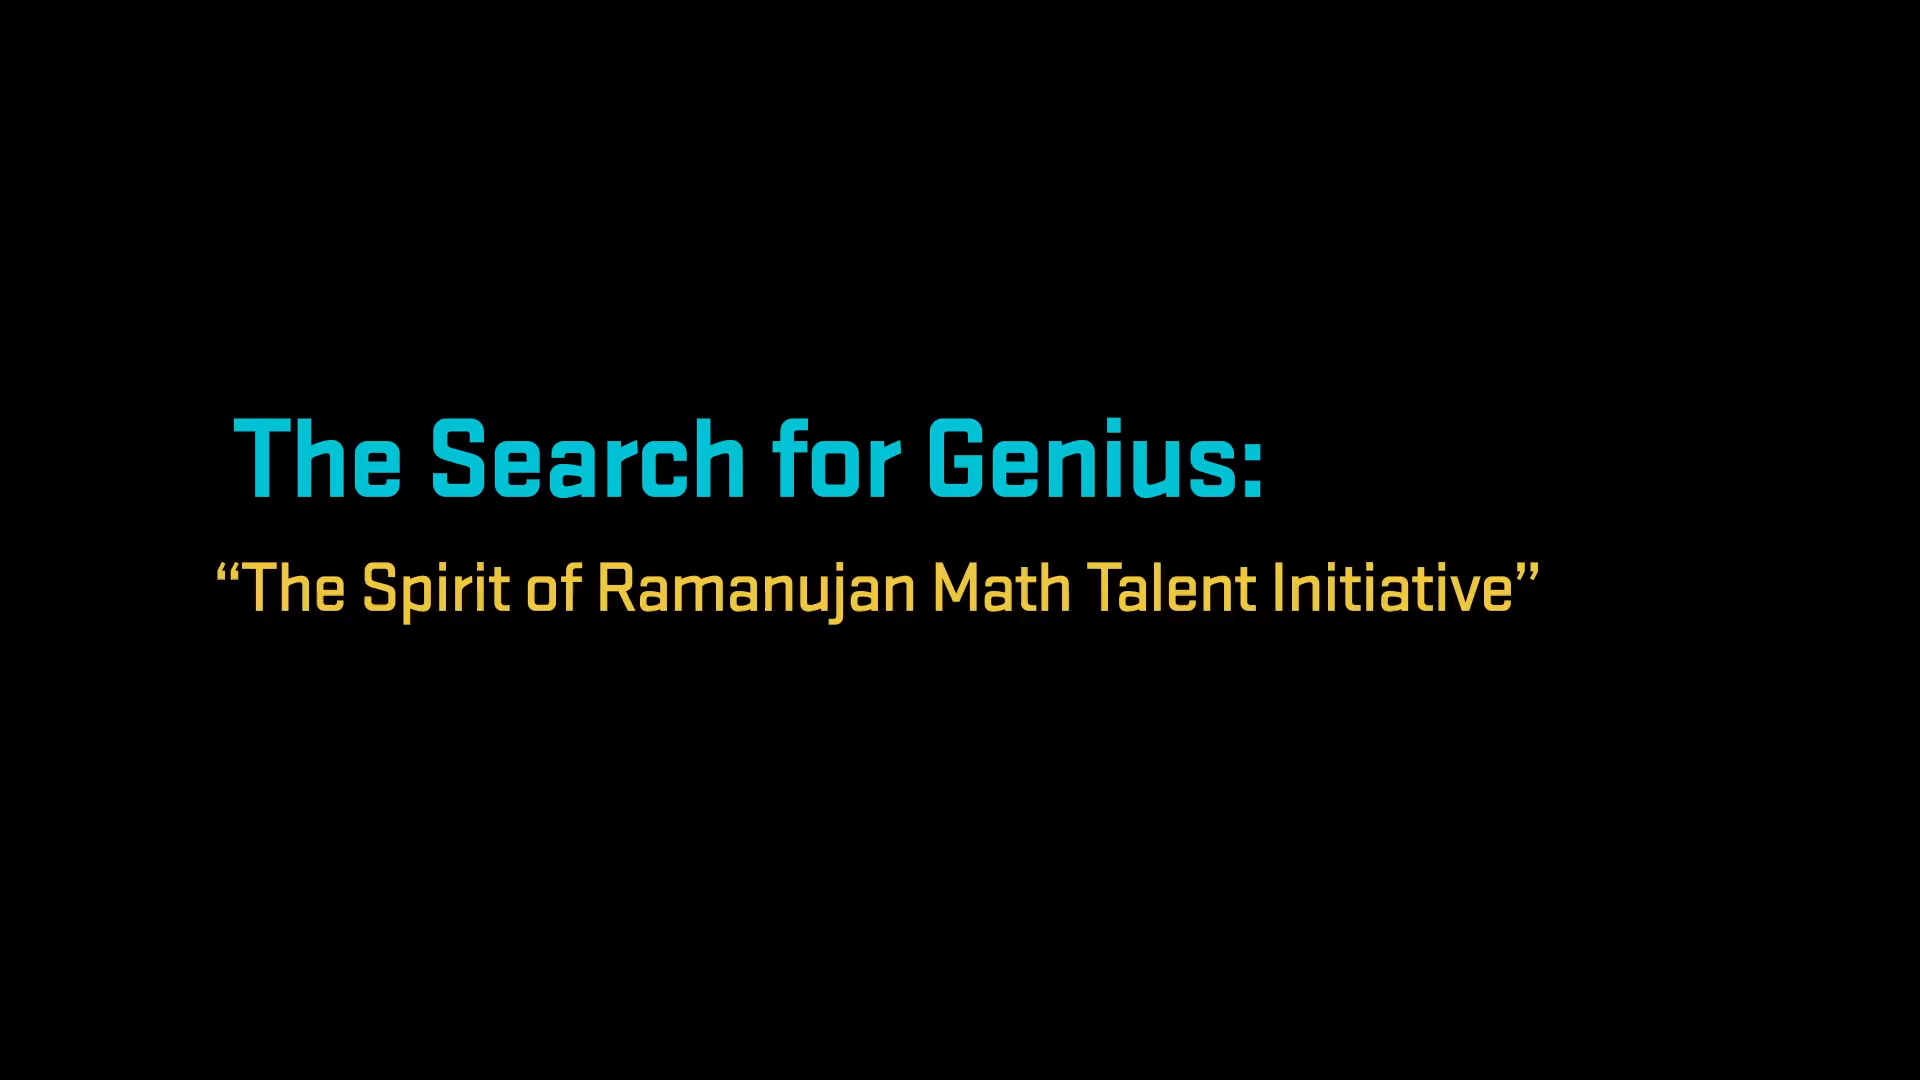 The Search for Genius:
“The Spirit of Ramanujan Math Talent Initiative”